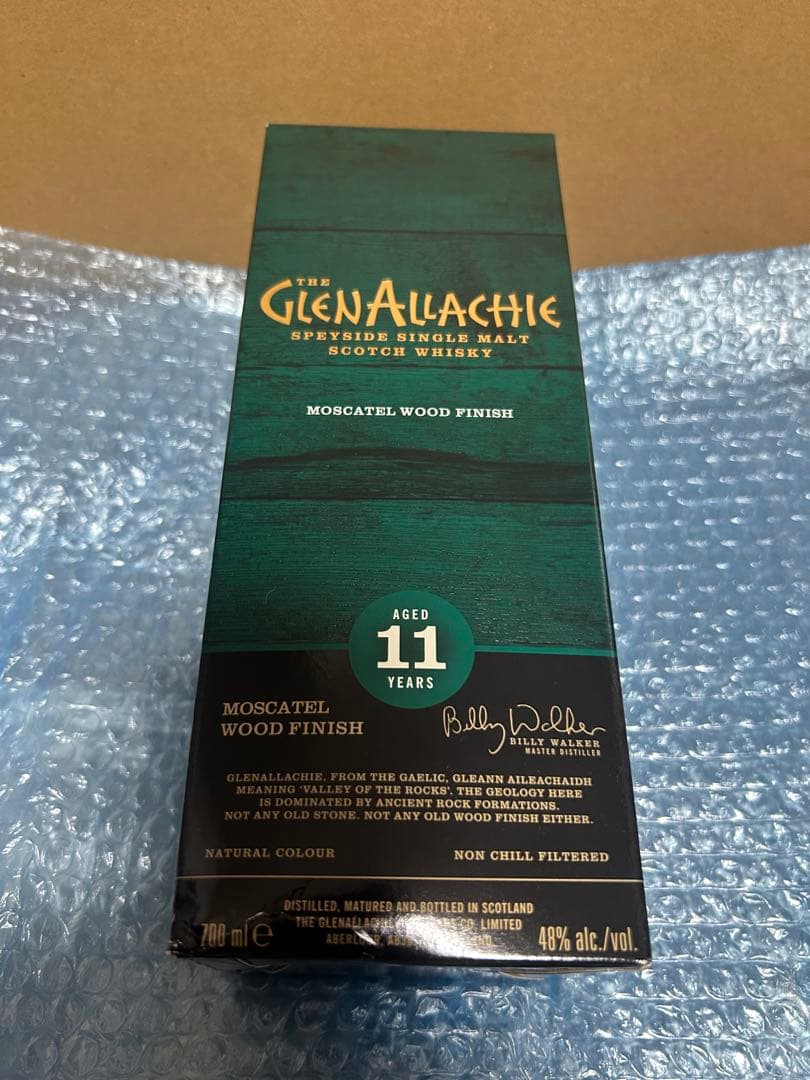 THE
GLENALLACHIE
SPEYSIDE SINGLE MALT
SCOTCH WHISKY
MOSCATEL WOOD FINISH
AGED
11
YEARS
MOSCATEL
WOOD FINISH
Billy Walker
BILLY WALKER
MASTER DISTILLER
GLENALLACHIE, FROM THE GAELIC, GLEANN AILEACHAIDH
MEANING 'VALLEY OF THE ROCKS'. THE GEOLOGY HERE
IS DOMINATED BY ANCIENT ROCK FORMATIONS.
NOT ANY OLD STONE. NOT ANY OLD WOOD FINISH EITHER.
NATURAL COLOUR
NON CHILL FILTERED
DISTILLED, MATURED AND BOTTLED IN SCOTLAND
THE GLENALLACHIE CO. LIMITED
700 ml e
48% alc./vol.